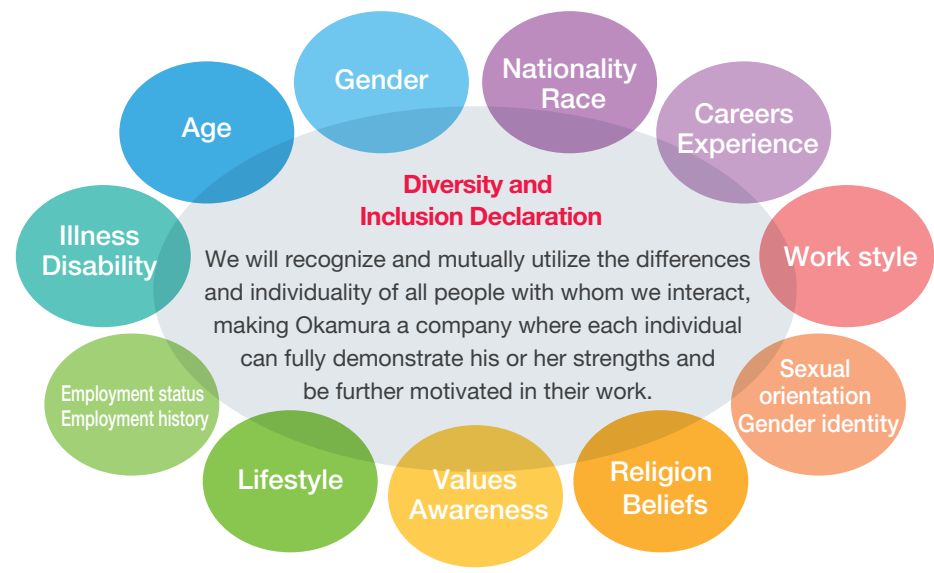 Gender
Nationality
Race
Age
Careers
Experience
Diversity and
Inclusion Declaration
Illness
Disability
We will recognize and mutually utilize the differences
and individuality of all people with whom we interact,
making Okamura a company where each individual
can fully demonstrate his or her strengths and
be further motivated in their work.
Work style
Employment status
Employment history
Sexual
orientation
Gender identity
Lifestyle
Values
Awareness
Religion
Beliefs